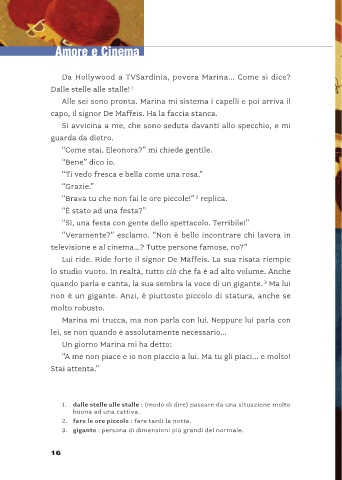 Amore e Cinema
Da Hollywood a TVSardinia, povera Marina... Come si dice?
Dalle stelle alle stalle! 1
Alle sei sono pronta. Marina mi sistema i capelli e poi arriva il
capo, il signor De Maffeis. Ha la faccia stanca.
Si avvicina a me, che sono seduta davanti allo specchio, e mi
guarda da dietro.
"Come stai, Eleonora?" mi chiede gentile.
"Bene" dico io.
"Ti vedo fresca e bella come una rosa."
"Grazie."
"Brava tu che non fai le ore piccole!" 2 replica.
"È stato ad una festa?"
"Sì, una festa con gente dello spettacolo. Terribile!"
"Veramente?" esclamo. "Non è bello incontrare chi lavora in
televisione e al cinema...? Tutte persone famose, no?"
Lui ride. Ride forte il signor De Maffeis. La sua risata riempie
lo studio vuoto. In realtà, tutto ciò che fa è ad alto volume. Anche
quando parla e canta, la sua sembra la voce di un gigante. 3 Ma lui
non è un gigante. Anzi, è piuttosto piccolo di statura, anche se
molto robusto.
Marina mi trucca, ma non parla con lui. Neppure lui parla con
lei, se non quando è assolutamente necessario...
Un giorno Marina mi ha detto:
"A me non piace e io non piaccio a lui. Ma tu gli piaci... e molto!
Stai attenta."
1. dalle stelle alle stalle : (modo di dire) passare da una situazione molto
buona ad una cattiva.
2. fare le ore piccole : fare tardi la notte.
3. gigante : persona di dimensioni più grandi del normale.
16